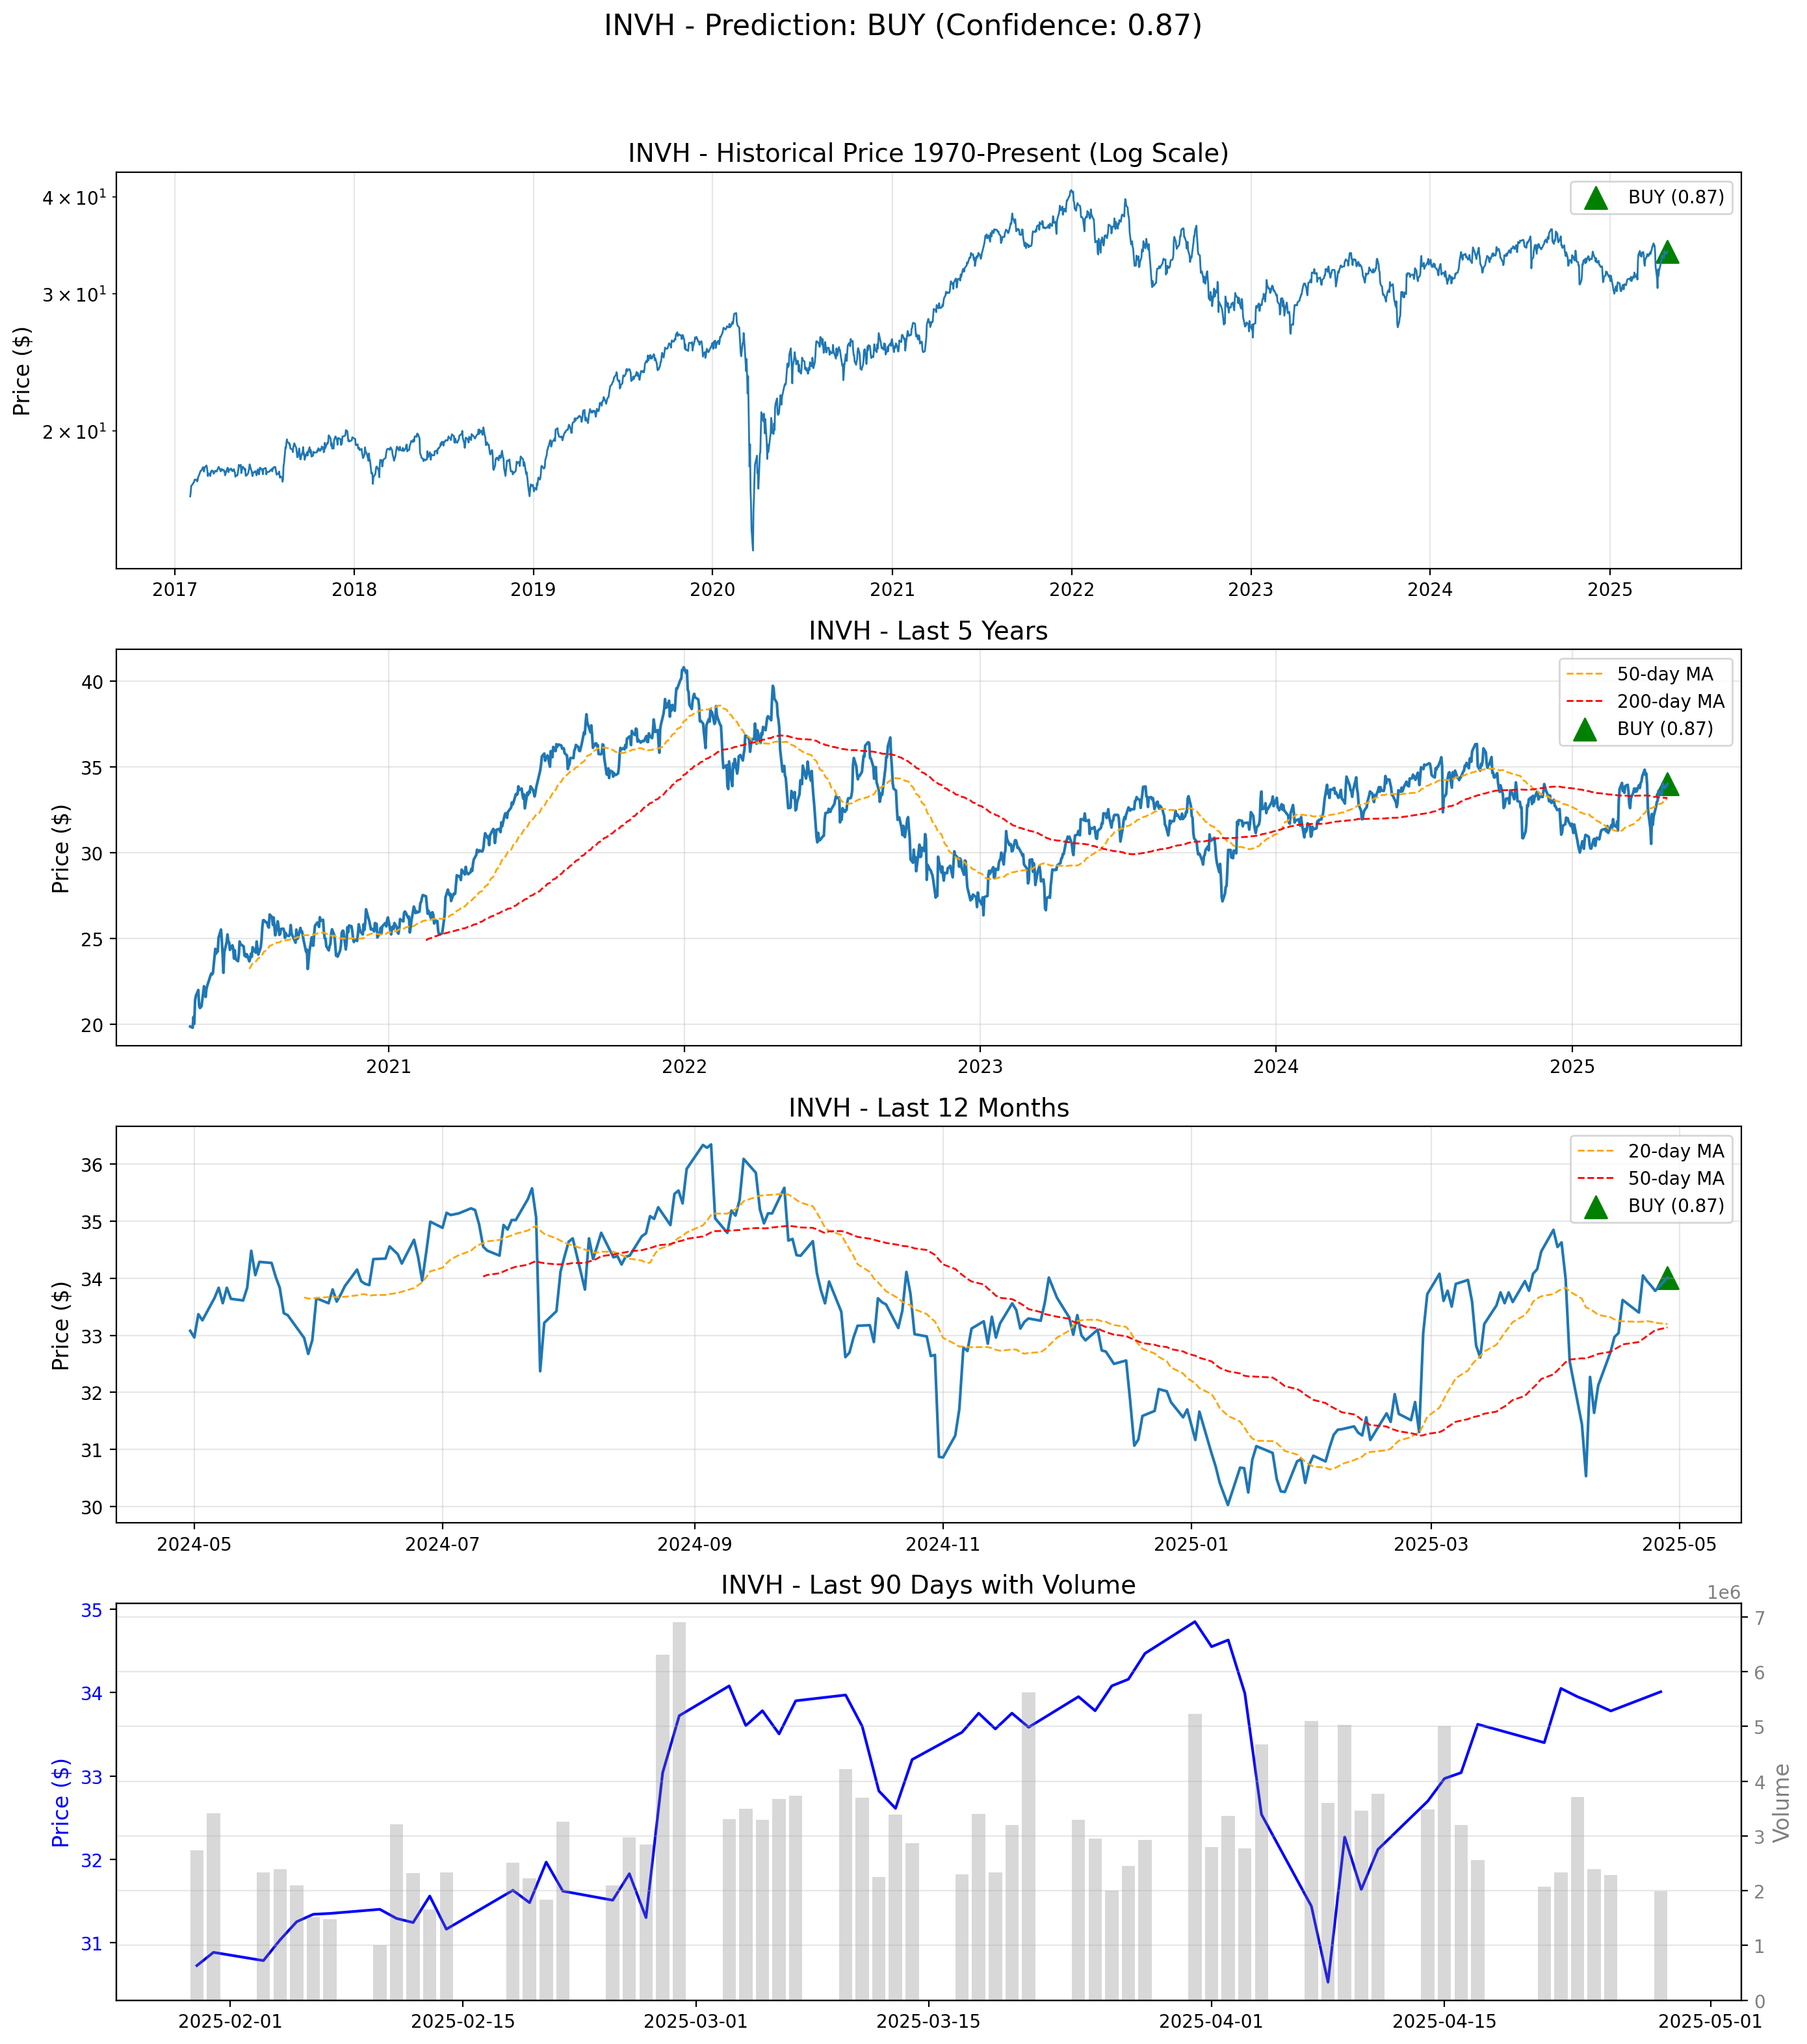 INVH - Prediction: BUY (Confidence: 0.87)
INVH - Historical Price 1970-Present (Log Scale)
Price ($)
4 × 10¹
3 × 10¹
2 × 10¹
BUY (0.87)
2017 2018 2019 2020 2021 2022 2023 2024 2025
INVH - Last 5 Years
Price ($)
40
35
30
25
20
50-day MA
200-day MA
BUY (0.87)
2021 2022 2023 2024 2025
INVH - Last 12 Months
Price ($)
36
35
34
33
32
31
30
20-day MA
50-day MA
BUY (0.87)
2024-05 2024-07 2024-09 2024-11 2025-01 2025-03 2025-05
INVH - Last 90 Days with Volume
1e6
Price ($)
35
34
33
32
31
7
6
5
4
3
2
1
0
Volume
2025-02-01 2025-02-15 2025-03-01 2025-03-15 2025-04-01 2025-04-15 2025-05-01